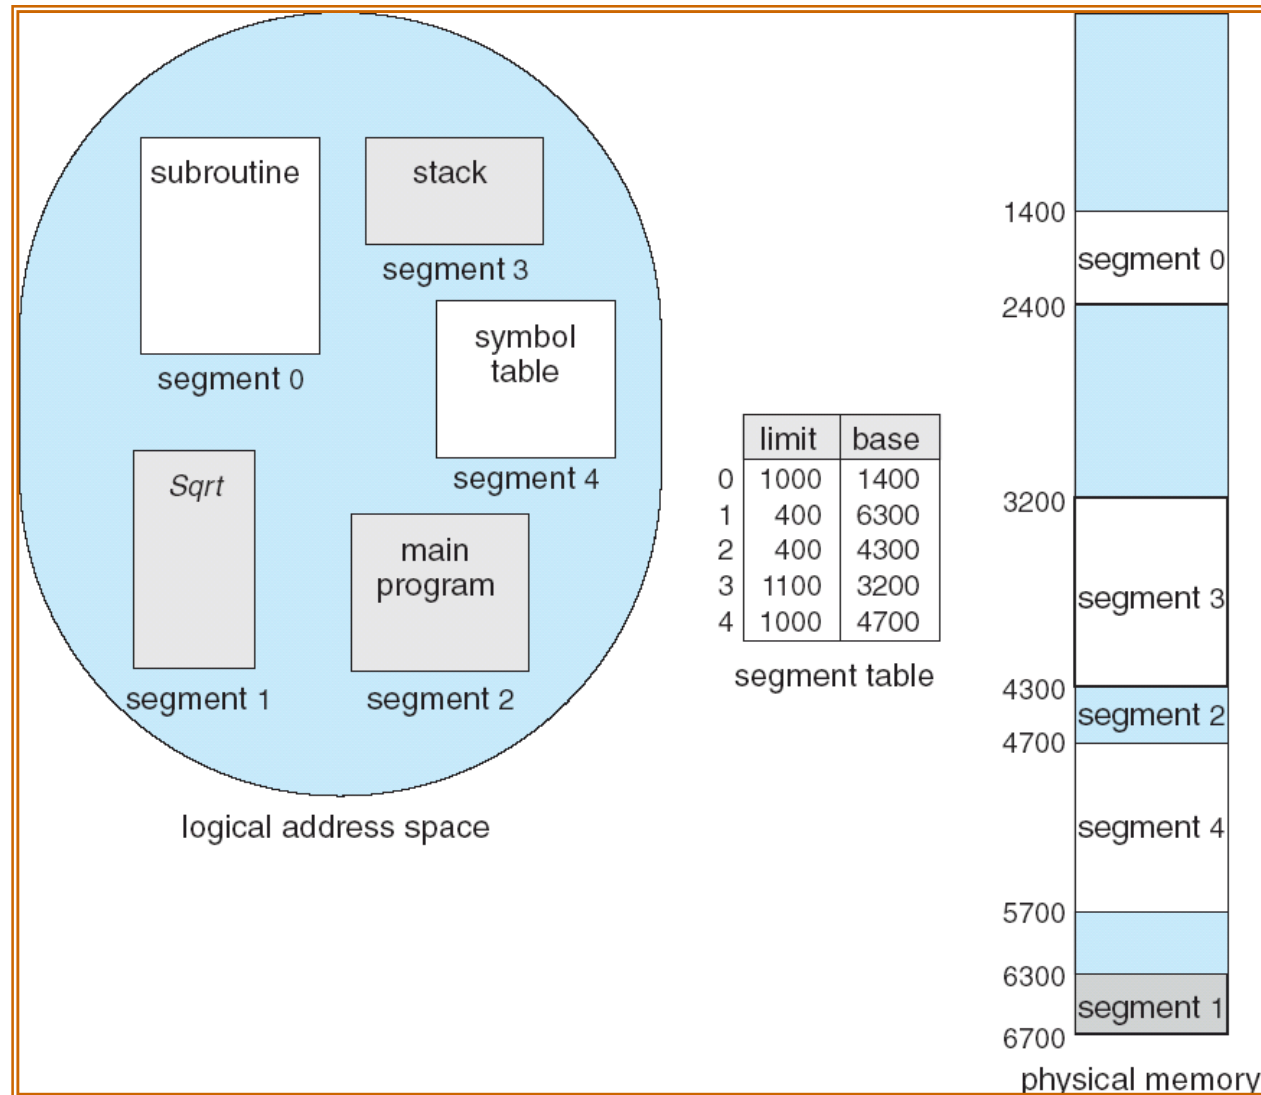 subroutine
segment 0
stack
segment 3
symbol
table
segment 4
Sqrt
segment 1
main
program
segment 2
logical address space
limit base
0 1000 1400
1 400 6300
2 400 4300
3 1100 3200
4 1000 4700
segment table
1400
segment 0
2400
3200
segment 3
4300
segment 2
4700
segment 4
5700
6300
segment 1
6700
physical memory